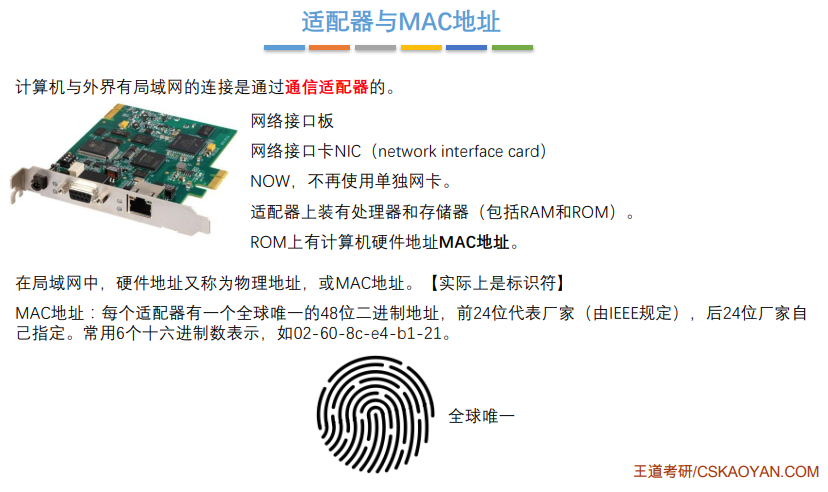 适配器与MAC地址
计算机与外界有局域网的连接是通过通信适配器的。
网络接口板
网络接口卡NIC（network interface card）
NOW，不再使用单独网卡。
适配器上装有处理器和存储器（包括RAM和ROM）。
ROM上有计算机硬件地址MAC地址。
在局域网中，硬件地址又称为物理地址，或MAC地址。【实际上是标识符】
MAC地址：每个适配器有一个全球唯一的48位二进制地址，前24位代表厂家（由IEEE规定），后24位厂家自
己指定。常用6个十六进制数表示，如02-60-8c-e4-b1-21。
全球唯一
王道考研/CSKAOYAN.COM